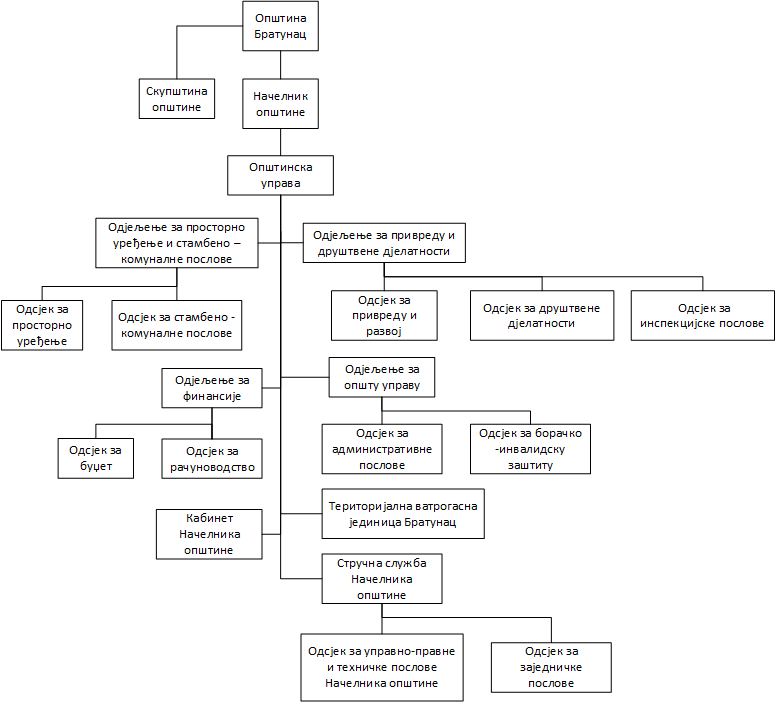 Општина
Братунац
Скупштина
општине
Начелник
општине
Општинска
управа
Одјељење за просторно
уређење и стамбено –
комуналне послове
Одјељење за привреду и
друштвене дјелатности
Одсјек за
просторно
уређење
Одсјек за стамбено -
комуналне послове
Одсјек за
привреду и
развој
Одсјек за друштвене
дјелатности
Одсјек за
инспекцијске послове
Одјељење за
финансије
Одјељење за
општу управу
Одсјек за
буџет
Одсјек за
рачуноводство
Одсјек за
административне
послове
Одсјек за борачко
-инвалидску
заштиту
Кабинет
Начелника
општине
Територијална ватрогасна
јединица Братунац
Стручна служба
Начелника
општине
Одсјек за управно-правне
и техничке послове
Начелника општине
Одсјек за
заједничке
послове